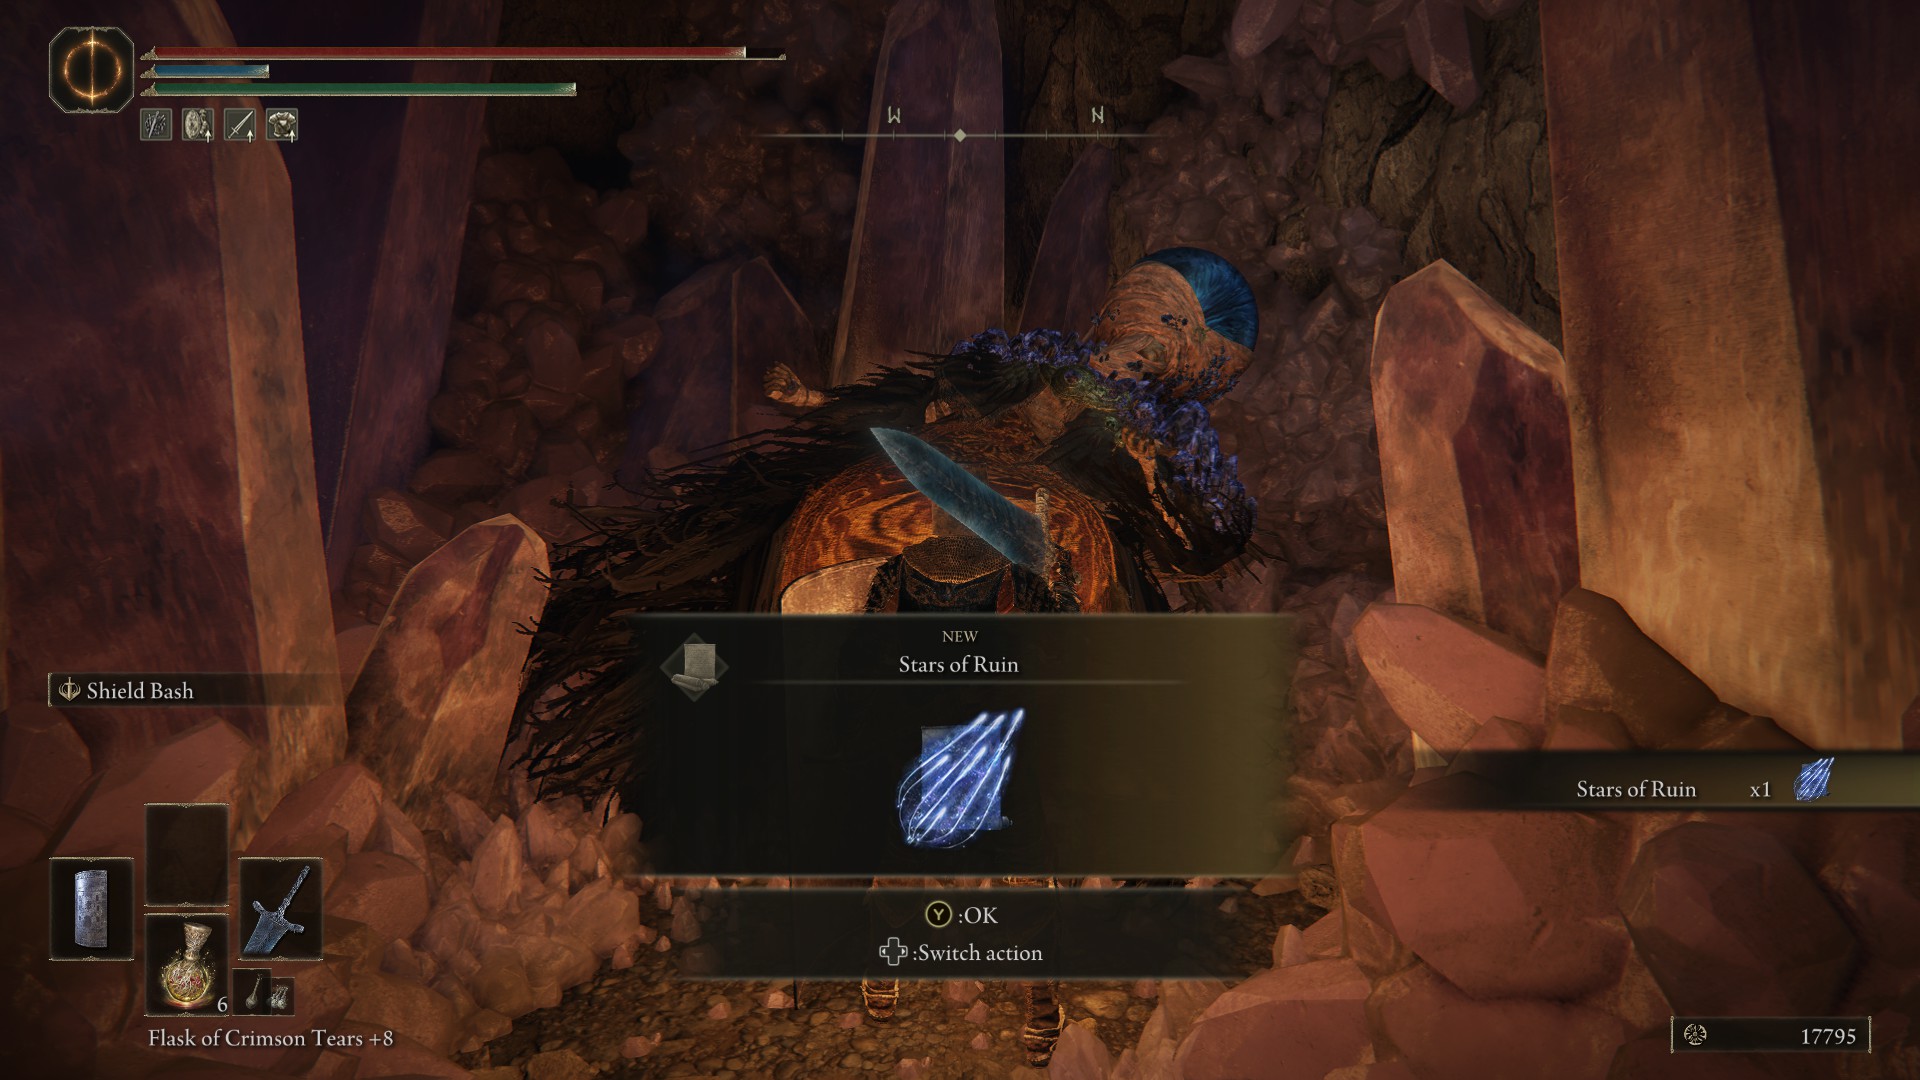 W N
NEW
Stars of Ruin
Shield Bash
Stars of Ruin x1
Y :OK
:Switch action
6
Flask of Crimson Tears +8
17795